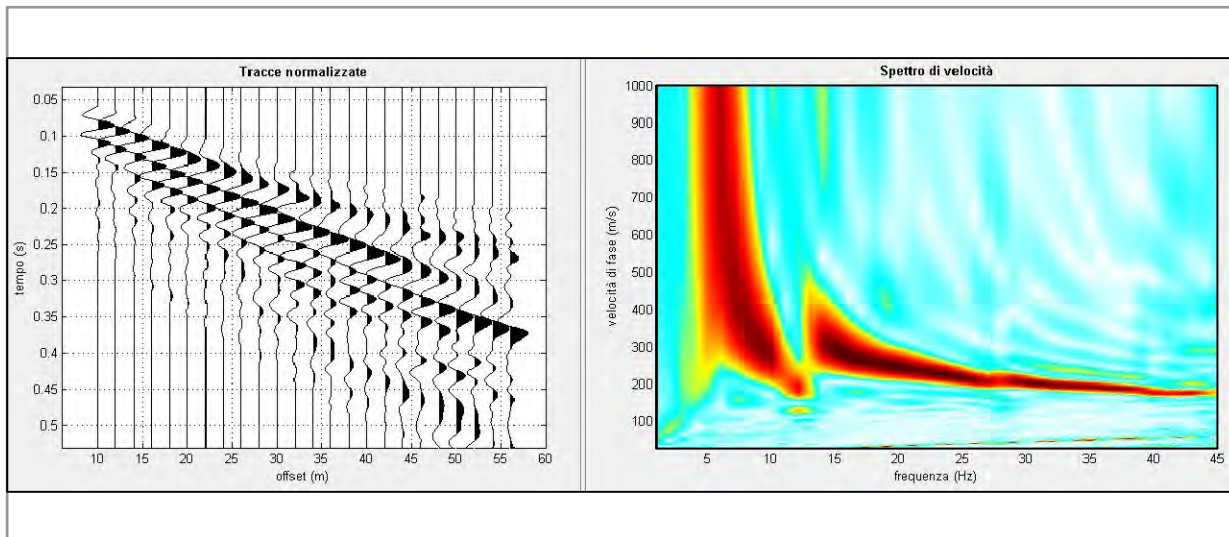 Tracce normalizzate
0.05
0.1
0.15
0.2
0.25
0.3
0.35
0.4
0.45
0.5
tempo (s)
10 15 20 25 30 35 40 45 50 55 60
offset (m)
Spettro di velocità
1000
900
800
700
600
500
400
300
200
100
velocità di fase (m/s)
5 10 15 20 25 30 35 40 45
frequenza (Hz)